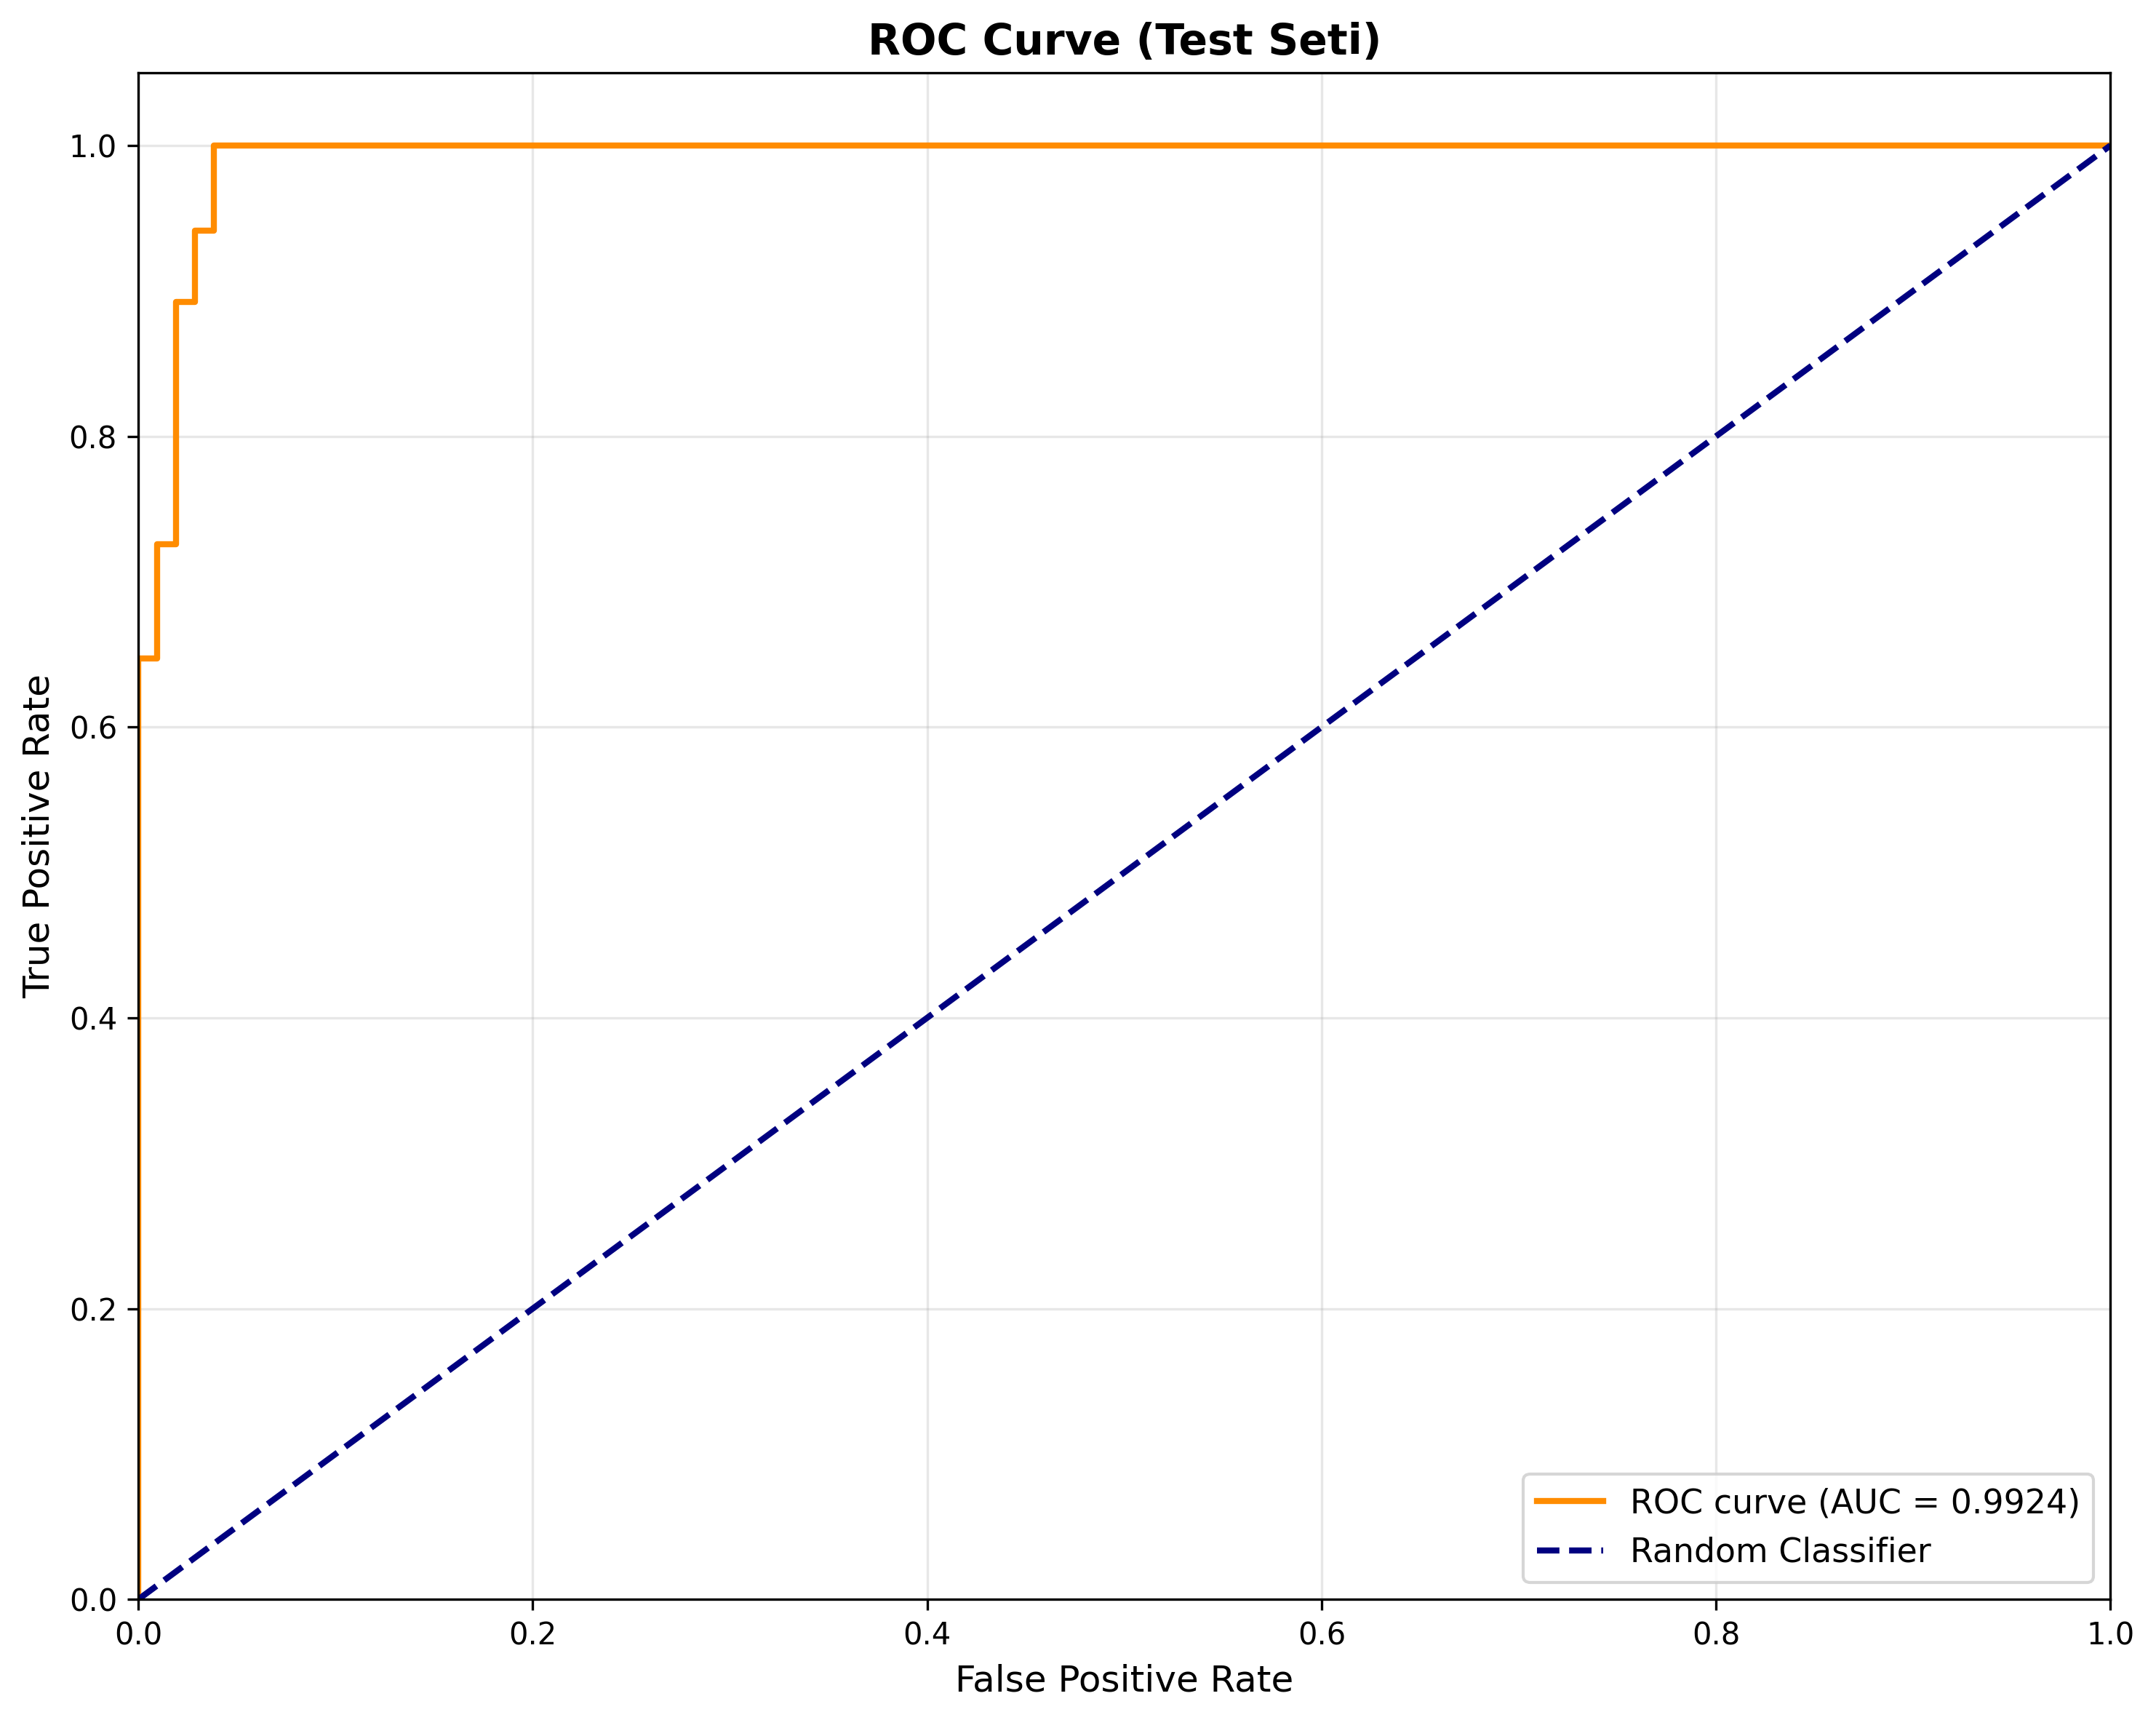 ROC Curve (Test Seti)
True Positive Rate
1.0
0.8
0.6
0.4
0.2
0.0
0.0 0.2 0.4 0.6 0.8 1.0
False Positive Rate
ROC curve (AUC = 0.9924)
Random Classifier